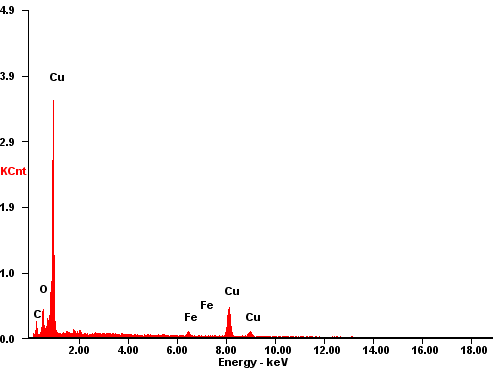 4.9
3.9
Cu
2.9
KCnt
1.9
1.0
O
Cu
Fe
C
Fe
Cu
0.0
2.00 4.00 6.00 8.00 10.00 12.00 14.00 16.00 18.00
Energy - keV